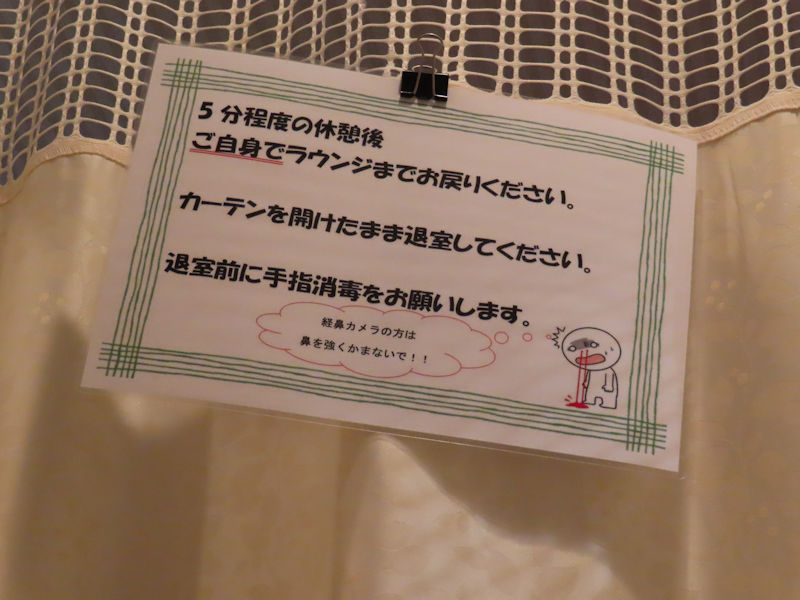 5分程度の休憩後
ご自身でラウンジまでお戻りください。
カーテンを開けたまま退室してください。
退室前に手指消毒をお願いします。
経鼻カメラの方は
鼻を強くかまないで！！